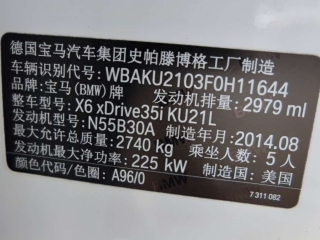 德国宝马汽车集团史帕滕博格工厂制造
车辆识别代号: WBAKU2103F0H11644
品牌: 宝马(BMW)牌 发动机排量: 2979 ml
整车型号: X6 xDrive35i KU21L
发动机型号: N55B30A 制造年月: 2014.08
最大允许总质量: 2740 kg 乘坐人数: 5 人
发动机最大净功率: 225 kW 制造国: 美国
颜色代码/色圈: A96/0
7 311 082